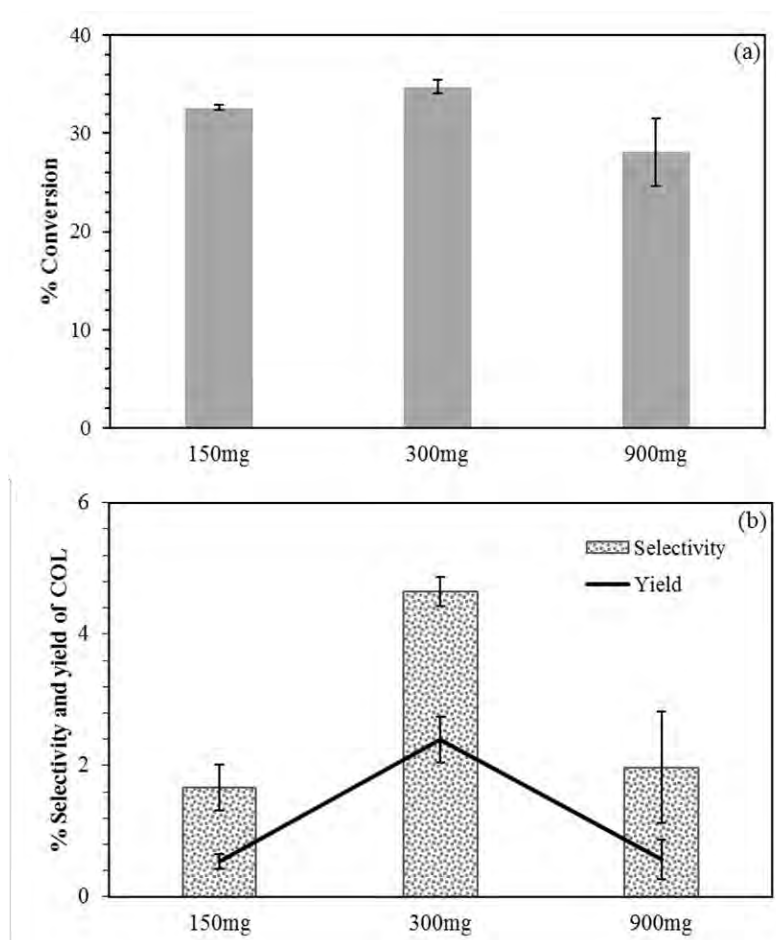 (a)
% Conversion
40
30
20
10
0
150mg
300mg
900mg
(b)
% Selectivity and yield of COL
6
4
2
0
Selectivity
Yield
150mg
300mg
900mg